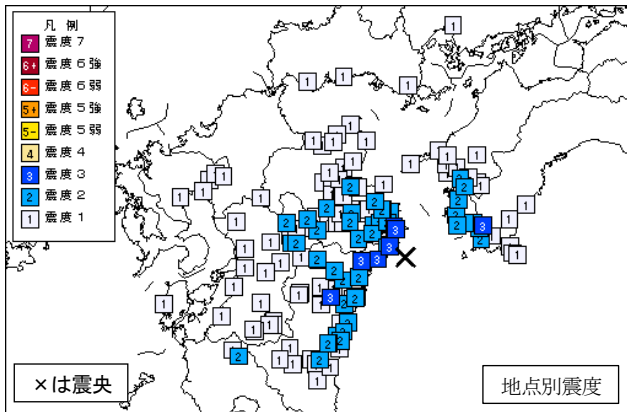 凡 例
7 震度７
6+ 震度６強
6- 震度６弱
5+ 震度５強
5- 震度５弱
4 震度４
3 震度３
2 震度２
1 震度１
×は震央
地点別震度